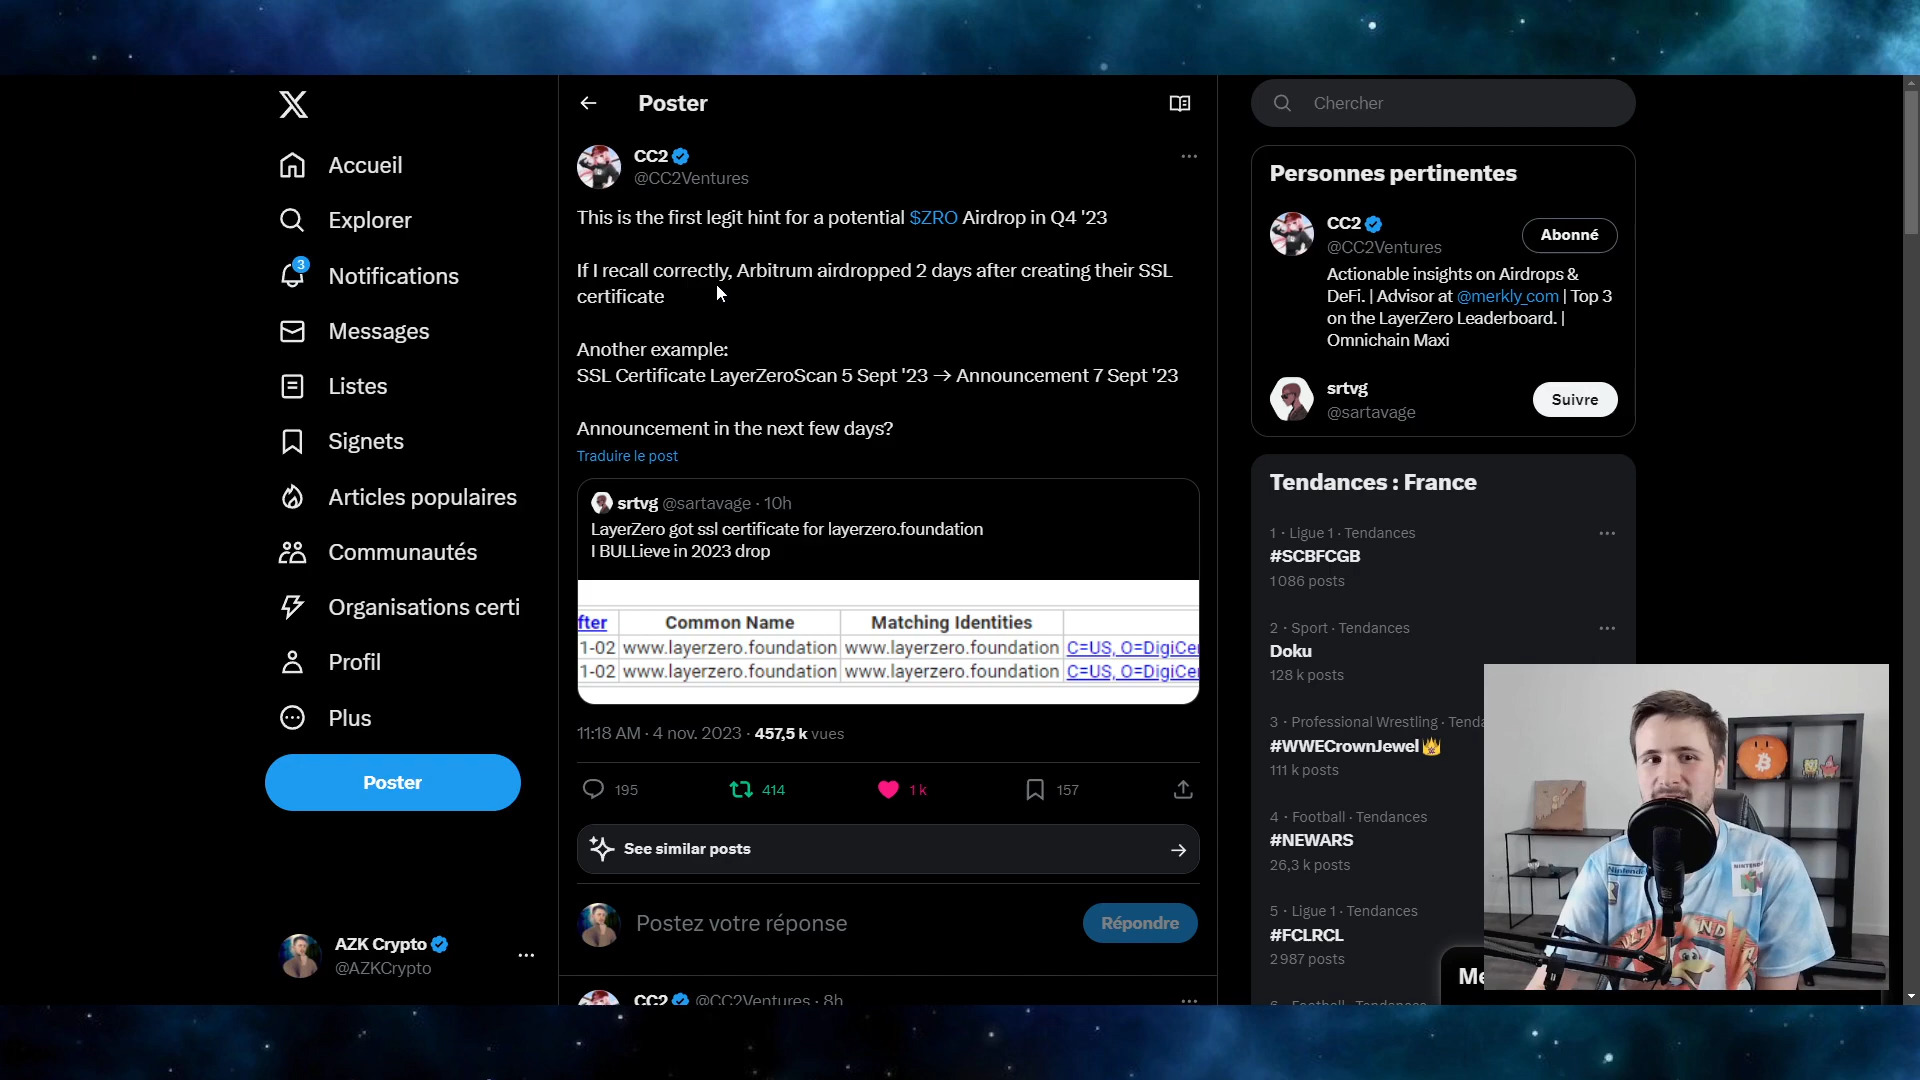 Poster
Chercher
Accueil
Explorer
3
Notifications
Messages
Listes
Signets
Articles populaires
Communautés
Organisations certi
Profil
Plus
Poster
AZK Crypto
@AZKCrypto
CC2
@CC2Ventures
This is the first legit hint for a potential $ZRO Airdrop in Q4 '23
If I recall correctly, Arbitrum airdropped 2 days after creating their SSL
certificate
Another example:
SSL Certificate LayerZeroScan 5 Sept '23 → Announcement 7 Sept '23
Announcement in the next few days?
Traduire le post
srtvg @sartavage · 10h
LayerZero got ssl certificate for layerzero.foundation
I BULLieve in 2023 drop
fter Common Name Matching Identities
1-02 www.layerzero.foundation www.layerzero.foundation C=US, O=DigiCer
1-02 www.layerzero.foundation www.layerzero.foundation C=US, O=DigiCer
11:18 AM · 4 nov. 2023 · 457,5 k vues
195 414 1 k 157
See similar posts
Postez votre réponse
Répondre
CC2 @CC2Ventures · 8h
Personnes pertinentes
CC2
@CC2Ventures
Abonné
Actionable insights on Airdrops &
DeFi. | Advisor at @merkly_com | Top 3
on the LayerZero Leaderboard. |
Omnichain Maxi
srtvg
@sartavage
Suivre
Tendances : France
1 · Ligue 1 · Tendances
#SCBFCGB
1 086 posts
2 · Sport · Tendances
Doku
128 k posts
3 · Professional Wrestling · Tenda
#WWECrownJewel
111 k posts
4 · Football · Tendances
#NEWARS
26,3 k posts
5 · Ligue 1 · Tendances
#FCLRCL
2 987 posts
6 · Football · Tendances
Me